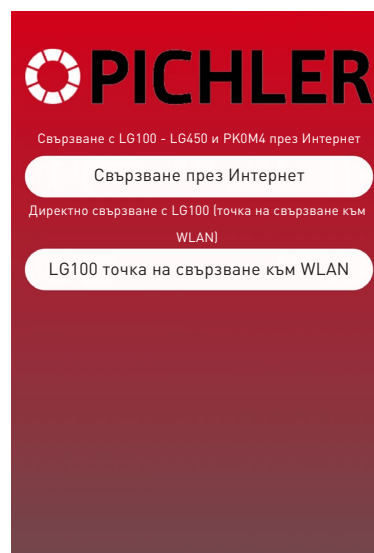 PICHLER
Свързване с LG100 - LG450 и PK0M4 през Интернет
Свързване през Интернет
Директно свързване с LG100 (точка на свързване към
WLAN)
LG100 точка на свързване към WLAN